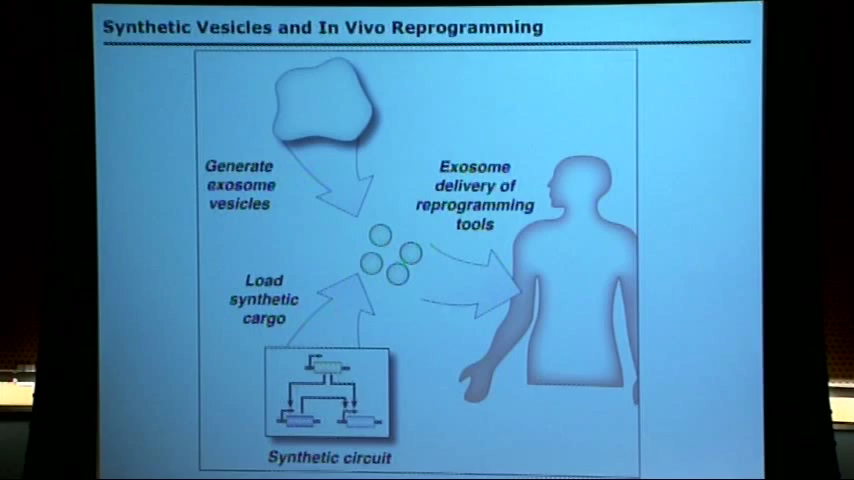 Synthetic Vesicles and In Vivo Reprogramming
Generate
exosome
vesicles
Exosome
delivery of
reprogramming
tools
Load
synthetic
cargo
Synthetic circuit